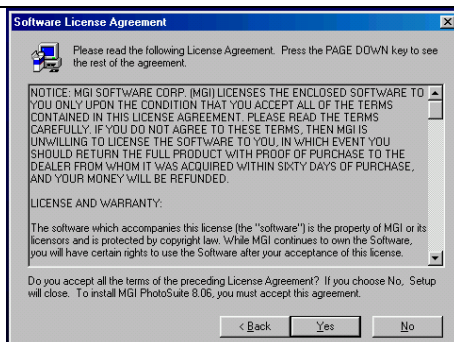 Software License Agreement
Please read the following License Agreement. Press the PAGE DOWN key to see
the rest of the agreement.
NOTICE: MGI SOFTWARE CORP. (MGI) LICENSES THE ENCLOSED SOFTWARE TO
YOU ONLY UPON THE CONDITION THAT YOU ACCEPT ALL OF THE TERMS
CONTAINED IN THIS LICENSE AGREEMENT. PLEASE READ THE TERMS
CAREFULLY. IF YOU DO NOT AGREE TO THESE TERMS, THEN MGI IS
UNWILLING TO LICENSE THE SOFTWARE TO YOU, IN WHICH EVENT YOU
SHOULD RETURN THE FULL PRODUCT WITH PROOF OF PURCHASE TO THE
DEALER FROM WHOM IT WAS ACQUIRED WITHIN SIXTY DAYS OF PURCHASE,
AND YOUR MONEY WILL BE REFUNDED.
LICENSE AND WARRANTY:
The software which accompanies this license (the "software") is the property of MGI or its
licensors and is protected by copyright law. While MGI continues to own the Software,
you will have certain rights to use the Software after your acceptance of this license.
Do you accept all the terms of the preceding License Agreement? If you choose No, Setup
will close. To install MGI PhotoSuite 8.06, you must accept this agreement.
< Back
Yes
No